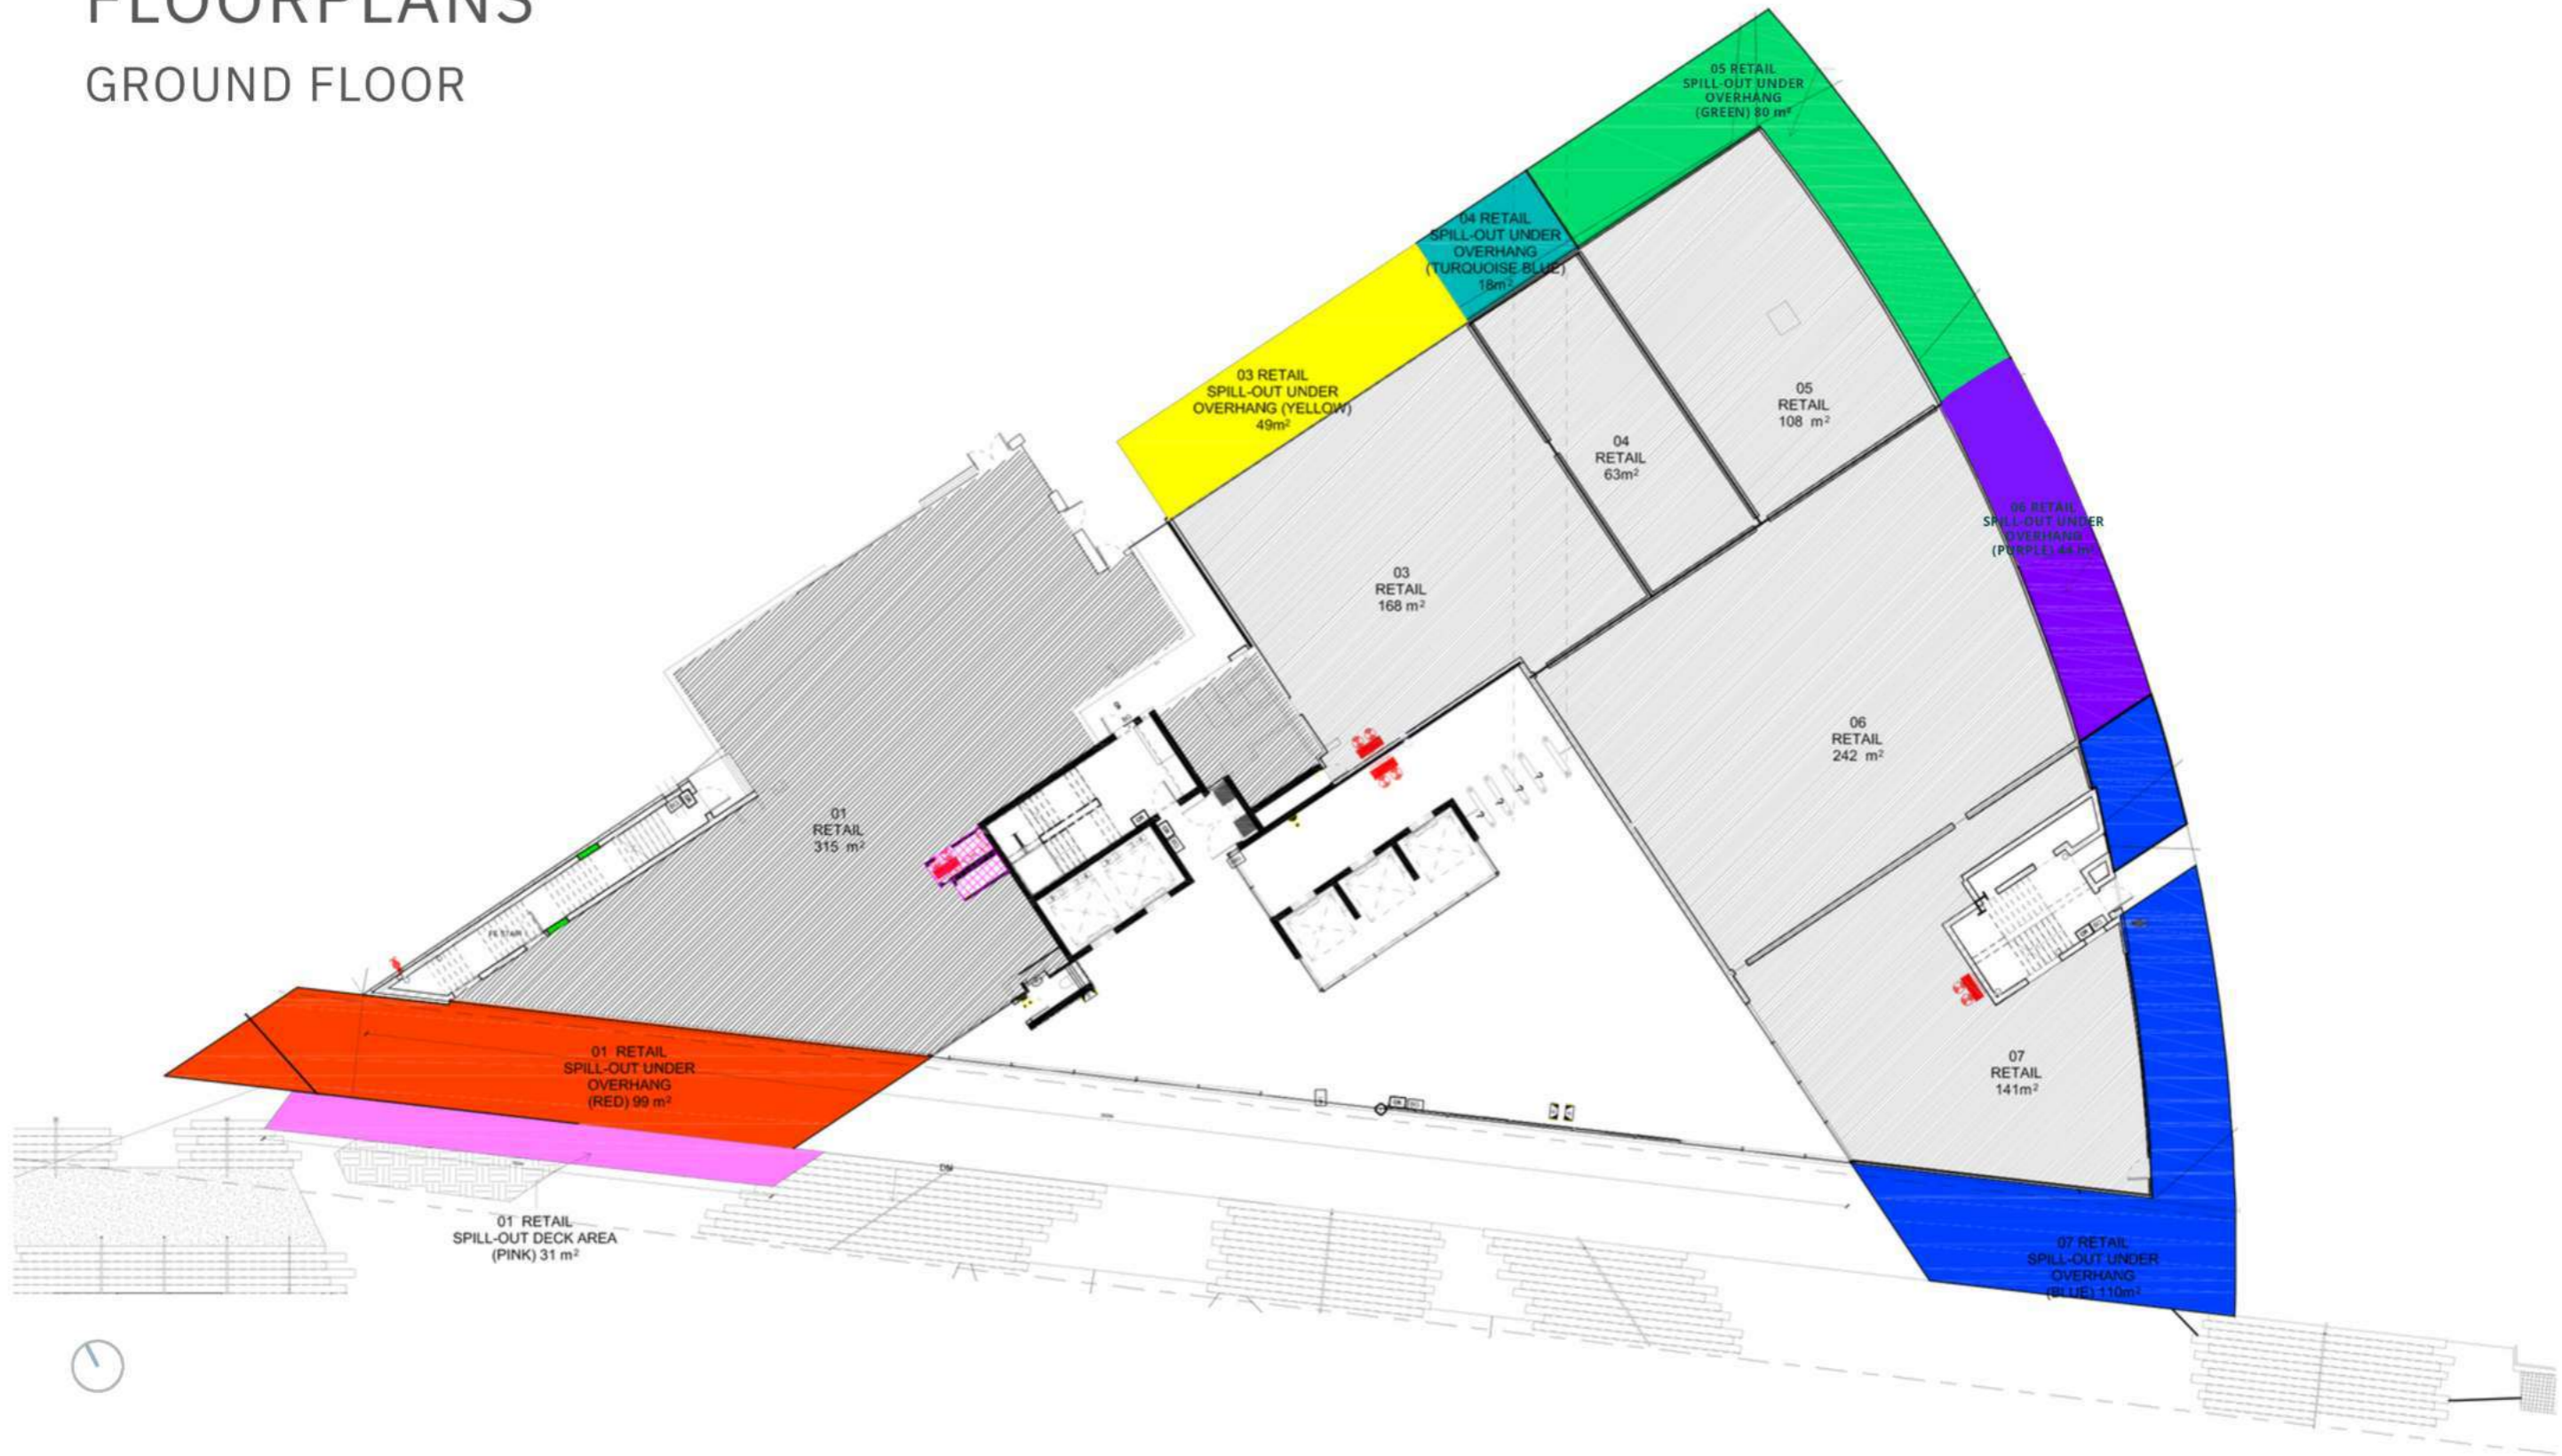 FLOORPLANS
GROUND FLOOR
05 RETAIL
SPILL-OUT UNDER
OVERHANG
(GREEN) 80 m²
04 RETAIL
SPILL-OUT UNDER
OVERHANG
(TURQUOISE BLUE)
18m²
03 RETAIL
SPILL-OUT UNDER
OVERHANG (YELLOW)
49m²
05
RETAIL
108 m²
04
RETAIL
63m²
06 RETAIL
SPILL-OUT UNDER
OVERHANG
(PURPLE) 44 m²
03
RETAIL
168 m²
06
RETAIL
242 m²
01
RETAIL
315 m²
07
RETAIL
141m²
01 RETAIL
SPILL-OUT UNDER
OVERHANG
(RED) 99 m²
DN
01 RETAIL
SPILL-OUT DECK AREA
(PINK) 31 m²
07 RETAIL
SPILL-OUT UNDER
OVERHANG
(BLUE) 110m²